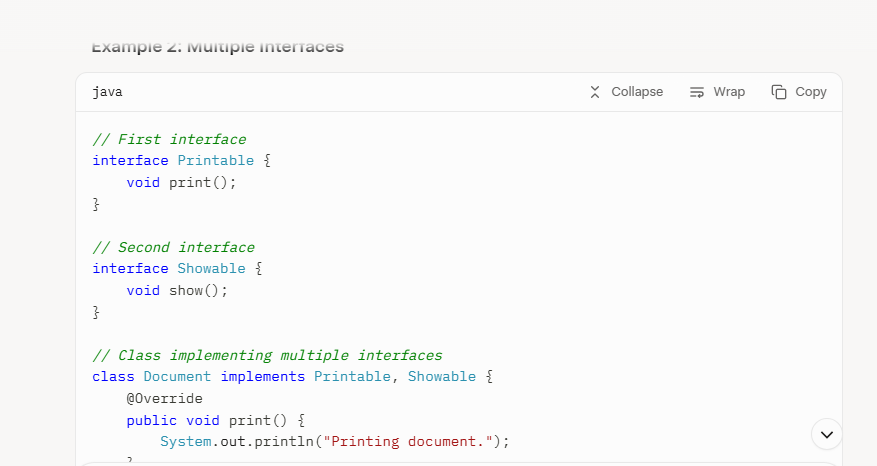 Example 2: Multiple Interfaces
java
Collapse
Wrap
Copy
// First interface
interface Printable {
    void print();
}
// Second interface
interface Showable {
    void show();
}
// Class implementing multiple interfaces
class Document implements Printable, Showable {
    @Override
    public void print() {
        System.out.println("Printing document.");
    }